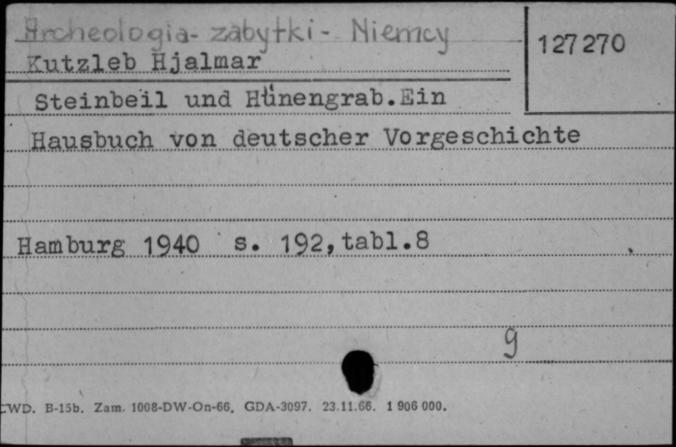 Archeologia - zabytki - Niemcy
127270
Kutzleb Hjalmar
Steinbeil und Hünengrab.Ein
Hausbuch von deutscher Vorgeschichte
Hamburg 1940 s. 192,tabl.8
9
CWD. B-15b. Zam. 1008-DW-On-66. GDA-3097. 23.11.66. 1 906 000.